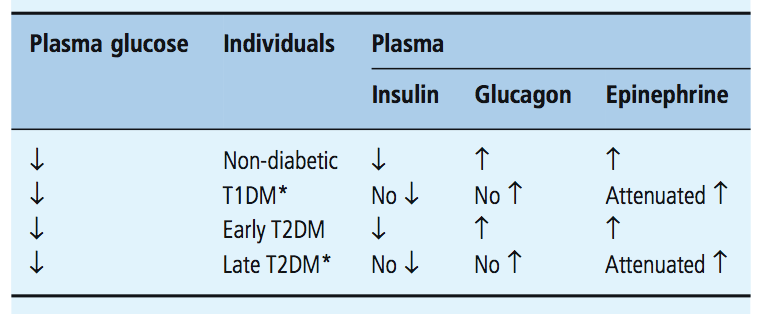 Plasma glucose Individuals Plasma
Insulin Glucagon Epinephrine
↓ Non-diabetic ↓ ↑ ↑
↓ T1DM* No ↓ No ↑ Attenuated ↑
↓ Early T2DM ↓ ↑ ↑
↓ Late T2DM* No ↓ No ↑ Attenuated ↑